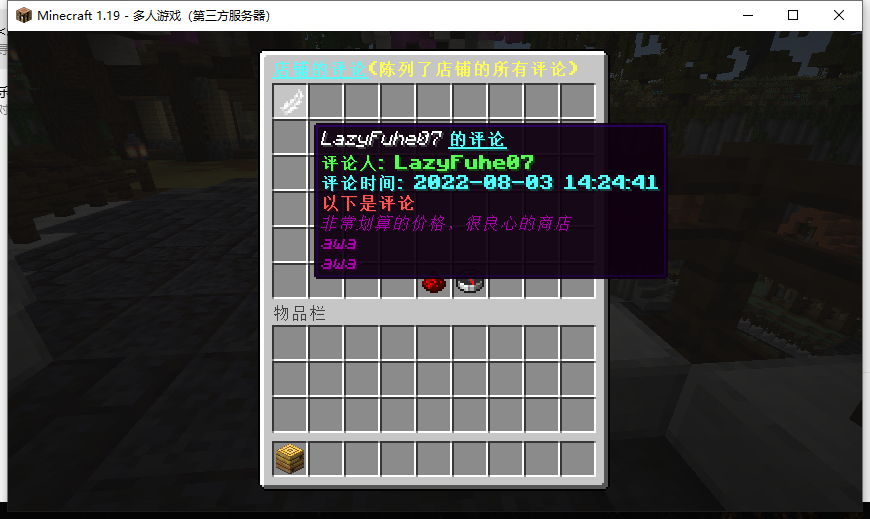 Minecraft 1.19 - 多人游戏（第三方服务器）
店铺的评论(陈列了店铺的所有评论)
LazyFuhe07 的评论
评论人: LazyFuhe07
评论时间: 2022-08-03 14:24:41
以下是评论
非常划算的价格，很良心的商店
awa
awa
物品栏